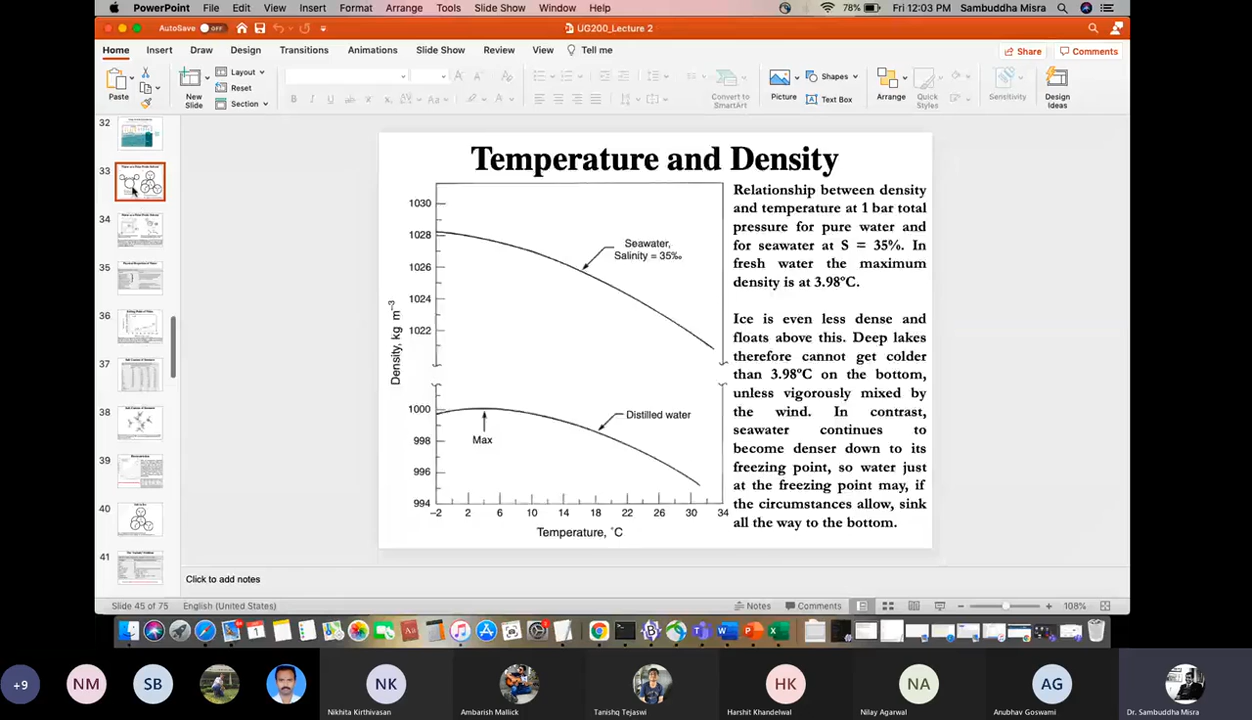 PowerPoint File Edit View Insert Format Arrange Tools Slide Show Window Help 78% Fri 12:03 PM Sambuddha Misra
AutoSave OFF UG200_Lecture 2
Home Insert Draw Design Transitions Animations Slide Show Review View Tell me Share Comments
Paste
New
Slide
Layout
Reset
Section
Convert to
SmartArt
Picture
Shapes
Text Box
Arrange
Quick
Styles
Sensitivity
Design
Ideas
32
33
34
35
36
37
38
39
40
41
Temperature and Density
1030
1028
1026
1024
1022
1000
998
996
994
Density, kg m⁻³
Seawater,
Salinity = 35‰
Distilled water
Max
-2 2 6 10 14 18 22 26 30 34
Temperature, ˚C
Relationship between density
and temperature at 1 bar total
pressure for pure water and
for seawater at S = 35%. In
fresh water the maximum
density is at 3.98ºC.
Ice is even less dense and
floats above this. Deep lakes
therefore cannot get colder
than 3.98ºC on the bottom,
unless vigorously mixed by
the wind. In contrast,
seawater continues to
become denser down to its
freezing point, so water just
at the freezing point may, if
the circumstances allow, sink
all the way to the bottom.
Click to add notes
Slide 45 of 75 English (United States) Notes Comments 108%
+9 NM SB NK HK NA AG
Nikhita Kirthivasan Ambarish Mallick Tanishq Tejaswi Harshit Khandelwal Nilay Agarwal Anubhav Goswami Dr. Sambuddha Misra